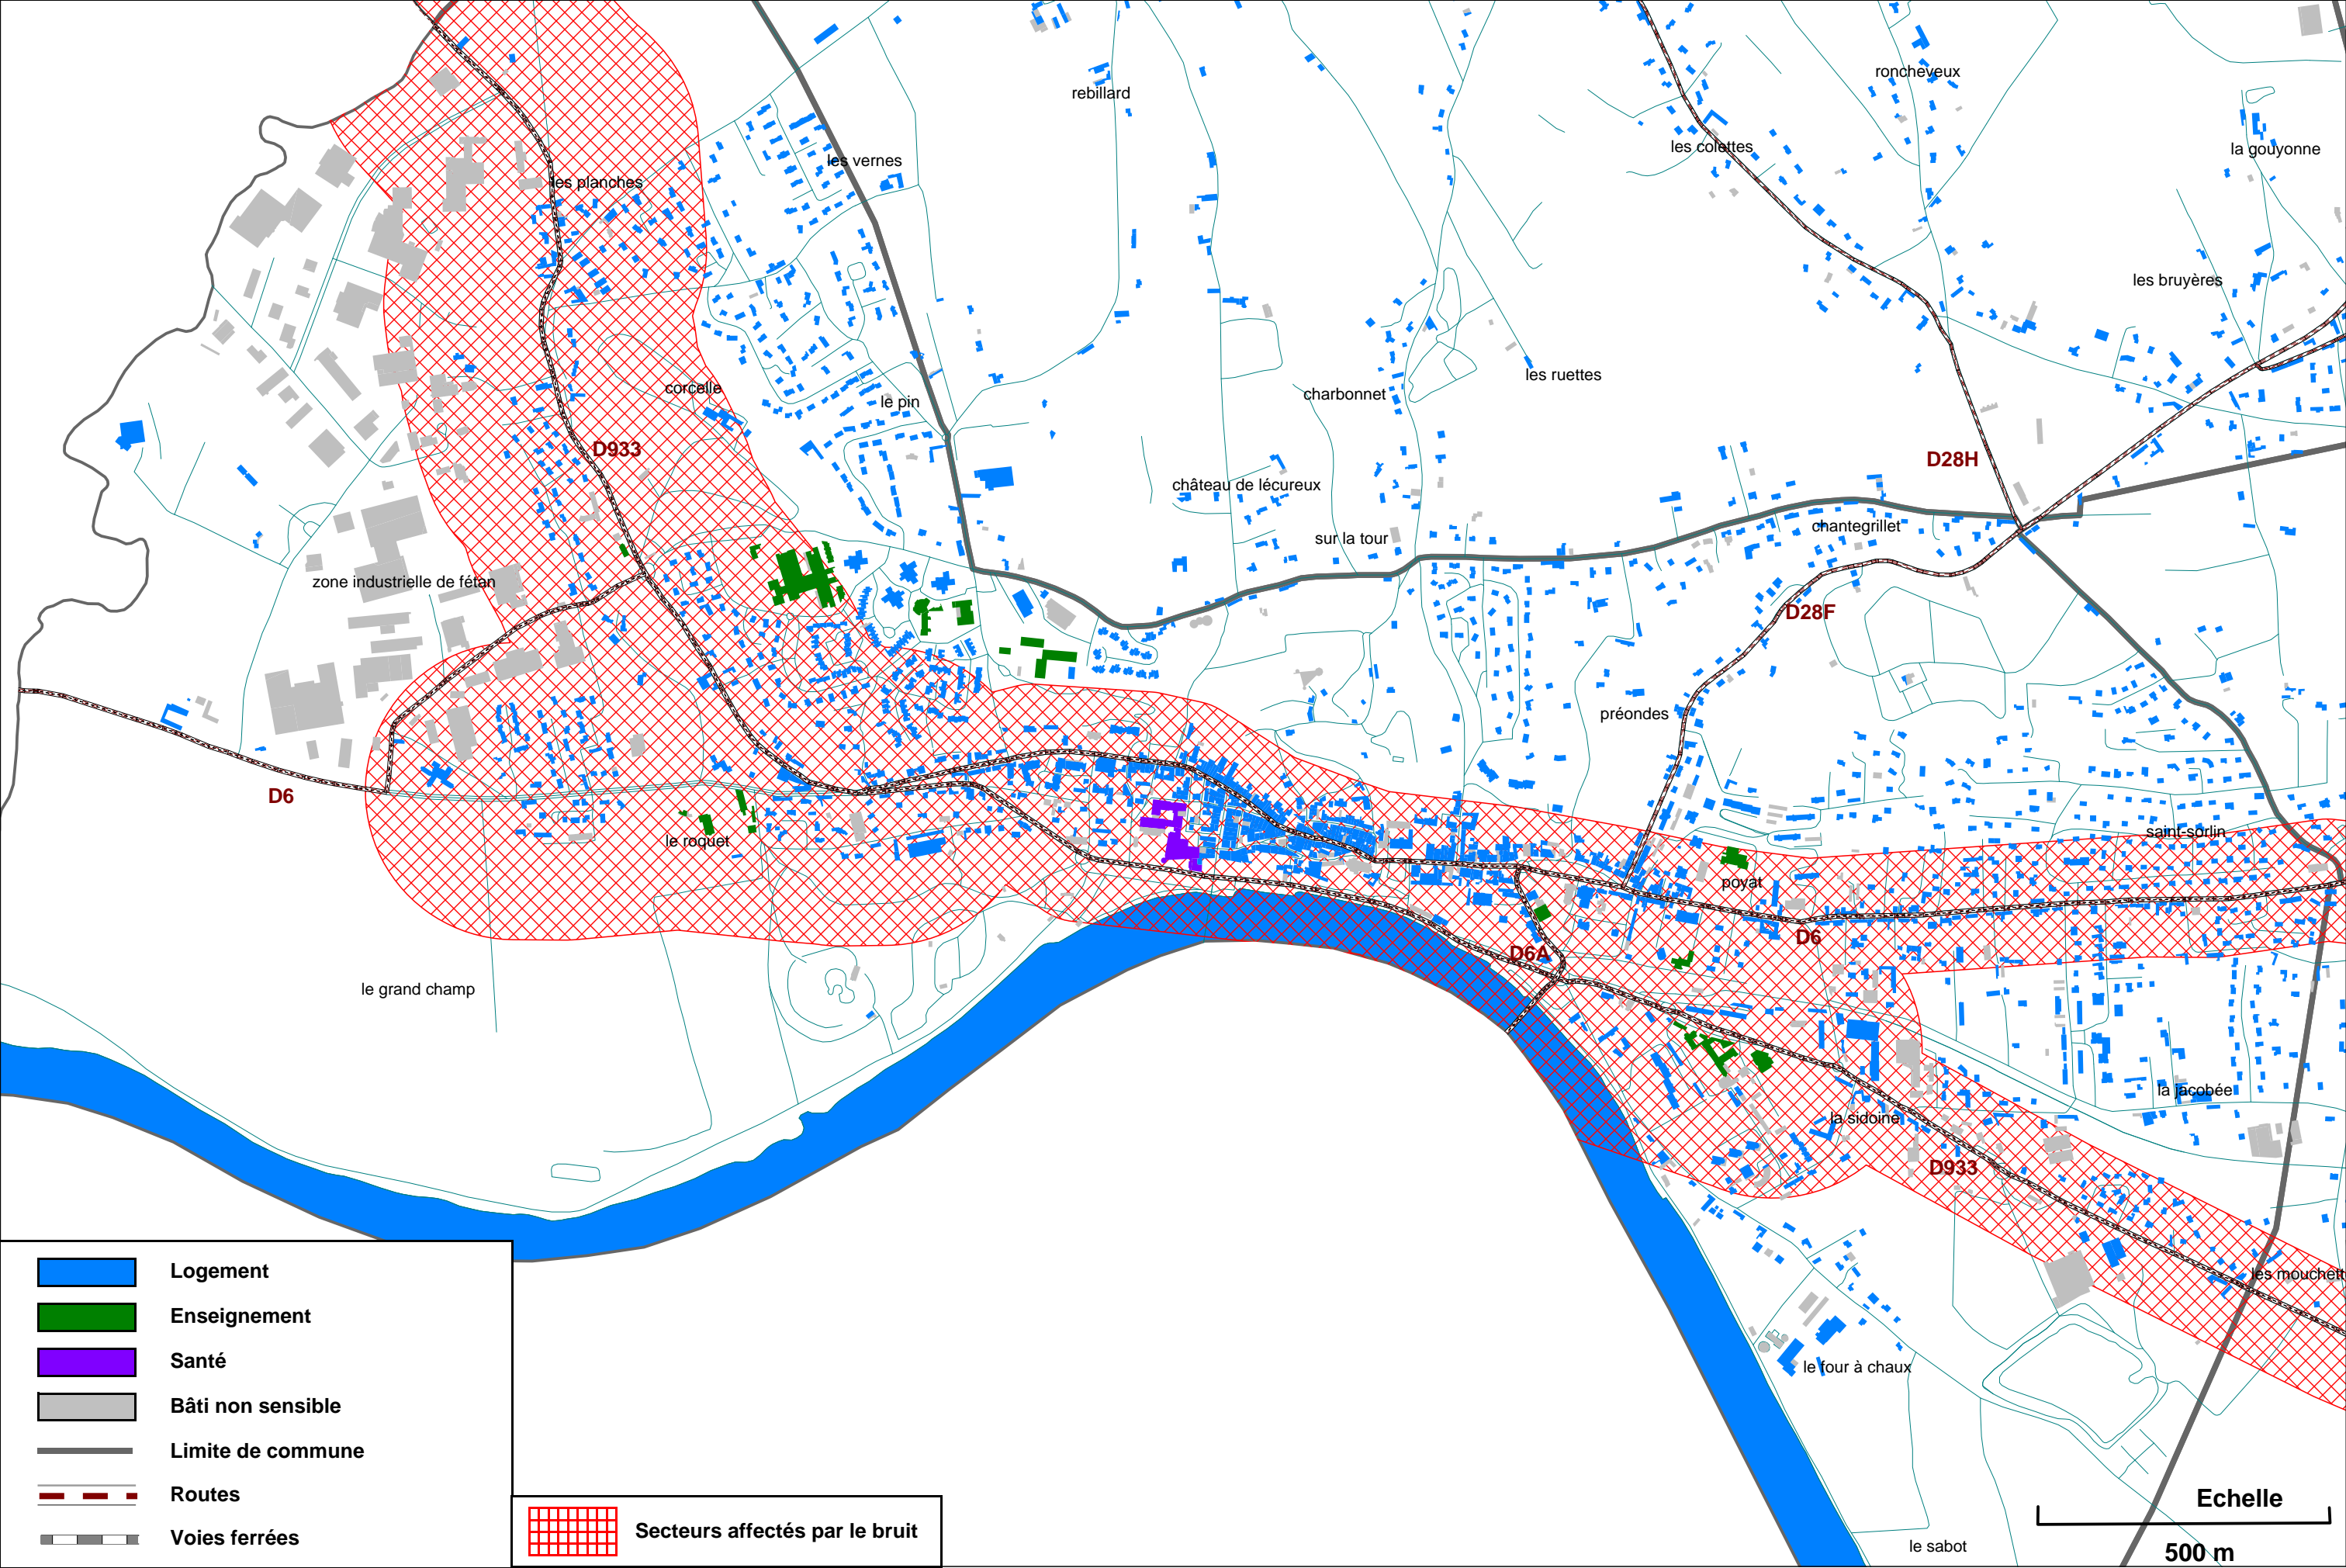 roncheveux
rebillard
les colettes
la gouyonne
les vernes
les planches
les bruyères
les ruettes
corcelle
charbonnet
le pin
D933
D28H
château de lécureux
chantegrillet
sur la tour
zone industrielle de fétan
D28F
préondes
D6
saint-sorlin
le roquet
poyat
D6
D6A
le grand champ
la jacobée
la sidoine
D933
les mouchett
le four à chaux
Logement
Enseignement
Santé
Bâti non sensible
Limite de commune
Routes
Voies ferrées
Secteurs affectés par le bruit
Echelle
500 m
le sabot